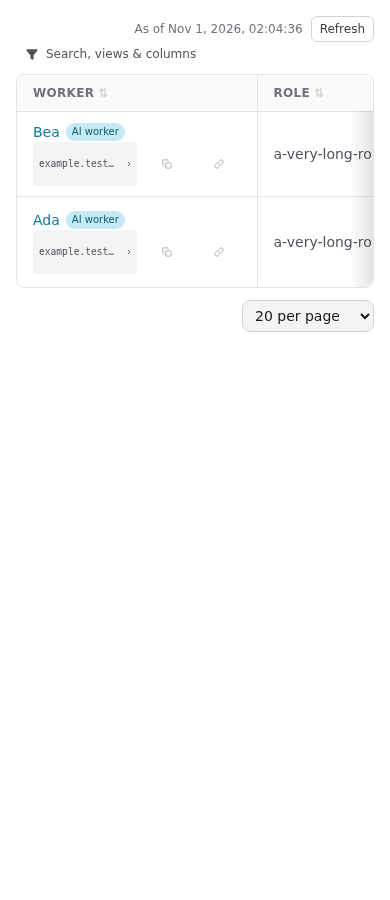 As of Nov 1, 2026, 02:04:36 Refresh
Search, views & columns
WORKER ROLE
Bea AI worker
example.test… ›
a-very-long-ro
Ada AI worker
example.test… ›
a-very-long-ro
20 per page